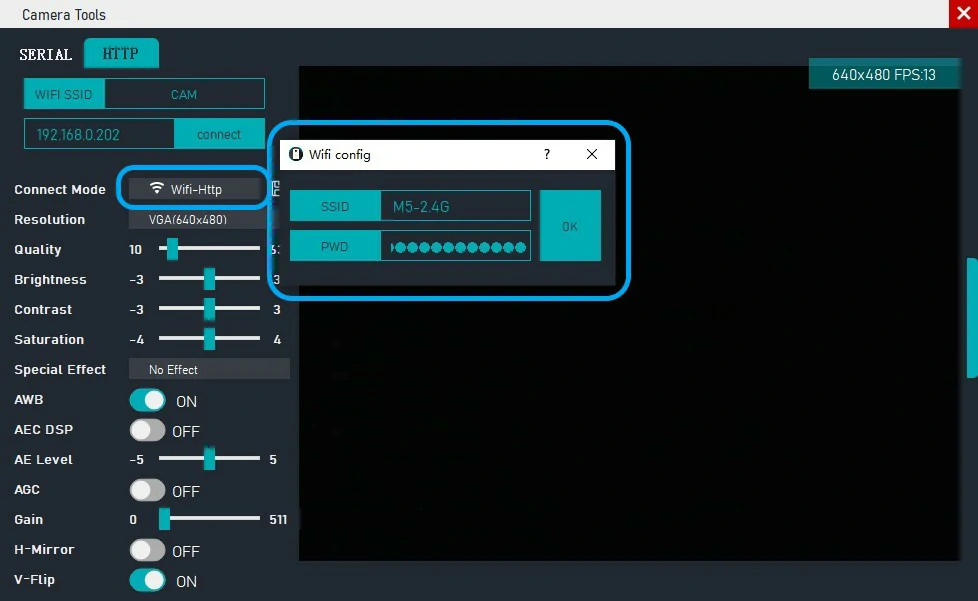 Camera Tools
SERIAL HTTP
640x480 FPS:13
WIFI SSID CAM
192.168.0.202 connect
Wifi config ?
Connect Mode Wifi-Http
SSID M5-2.4G
OK
Resolution VGA(640x480)
PWD
Quality 10
Brightness -3 3
Contrast -3 3
Saturation -4 4
Special Effect No Effect
AWB ON
AEC DSP OFF
AE Level -5 5
AGC OFF
Gain 0 511
H-Mirror OFF
V-Flip ON